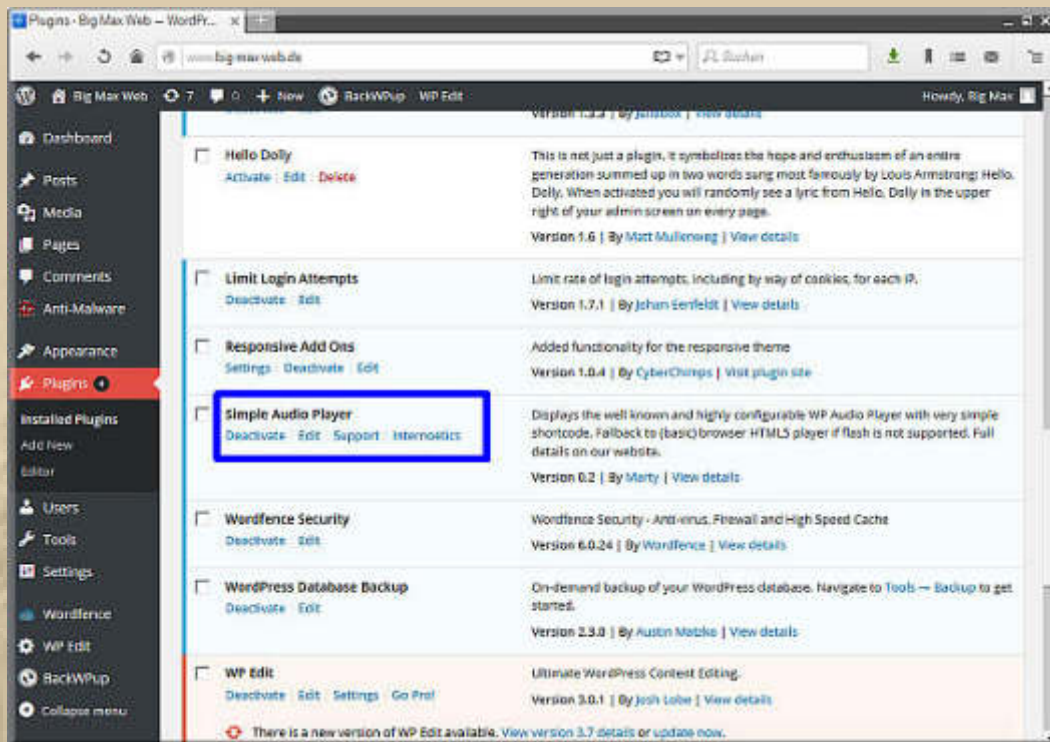 Plugins - Big Max Web — WordPr...
www.big-max-web.de
Suchen
Big Max Web 7 0 New BackWPup WP Edit
Howdy, Big Max
Dashboard
Posts
Media
Pages
Comments
Anti-Malware
Appearance
Plugins 4
Installed Plugins
Add New
Editor
Users
Tools
Settings
Wordfence
WP Edit
BackWPup
Collapse menu
View details
Hello Dolly
Activate Edit Delete
This is not just a plugin, it symbolizes the hope and enthusiasm of an entire
generation summed up in two words sung most famously by Louis Armstrong: Hello,
Dolly. When activated you will randomly see a lyric from Hello, Dolly in the upper
right of your admin screen on every page.
Version 1.6 | By Matt Mullenweg | View details
Limit Login Attempts
Deactivate Edit
Limit rate of login attempts, including by way of cookies, for each IP.
Version 1.7.1 | By Johan Eenfeldt | View details
Responsive Add Ons
Settings Deactivate Edit
Added functionality for the responsive theme
Version 1.0.4 | By CyberChimps | Visit plugin site
Simple Audio Player
Deactivate Edit Support Internostics
Displays the well known and highly configurable WP Audio Player with very simple
shortcode. Fallback to (basic) browser HTML5 player if flash is not supported. Full
details on our website.
Version 0.2 | By Marty | View details
Wordfence Security
Deactivate Edit
Wordfence Security - Anti-virus, Firewall and High Speed Cache
Version 6.0.24 | By Wordfence | View details
WordPress Database Backup
Deactivate Edit
On-demand backup of your WordPress database. Navigate to Tools → Backup to get
started.
Version 2.3.0 | By Austin Matzko | View details
WP Edit
Deactivate Edit Settings Go Pro!
Ultimate WordPress Content Editing.
Version 3.0.1 | By Josh Lobe | View details
There is a new version of WP Edit available. View version 3.7 details or update now.